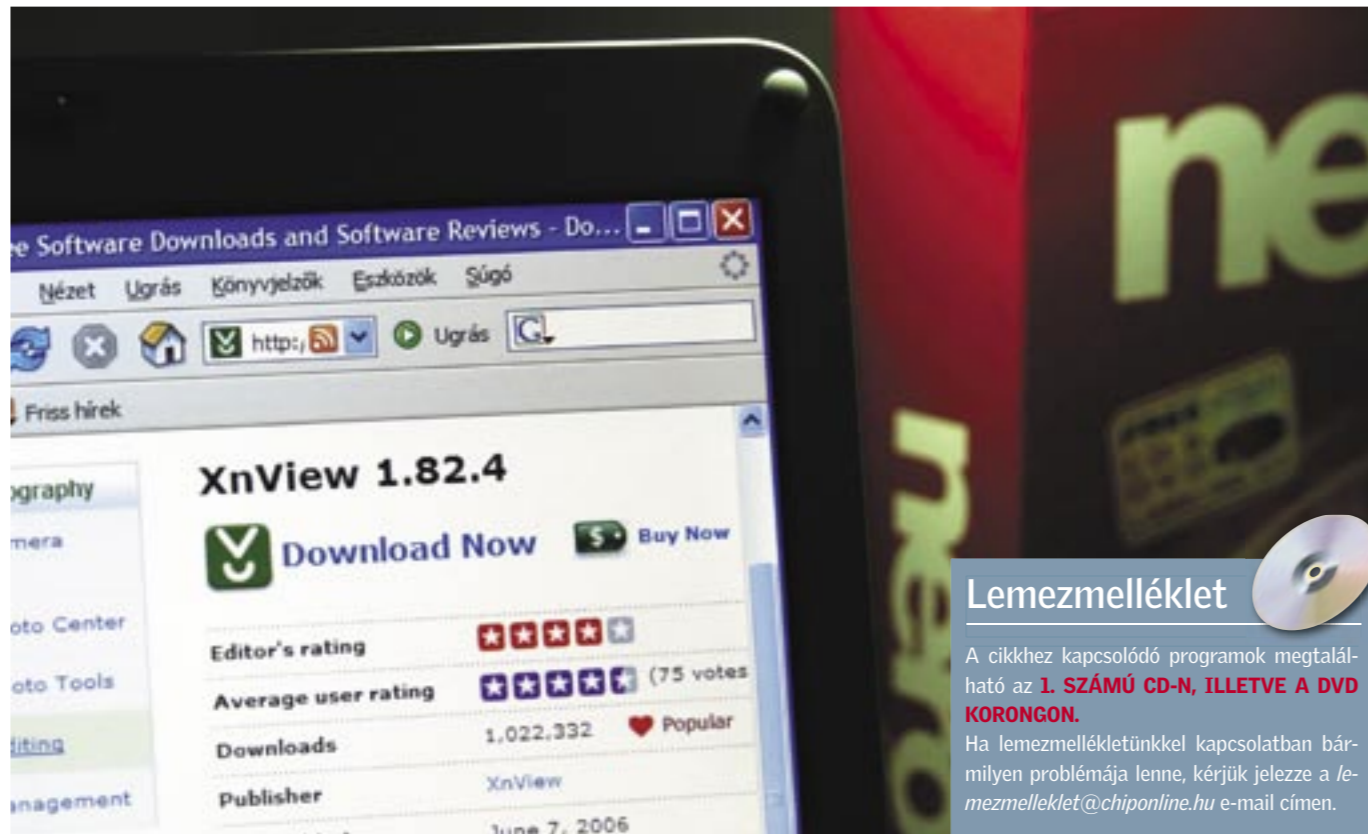 e Software Downloads and Software Reviews - Do...
Nézet Ugrás Könyvjelzők Eszközök Súgó
http:/ Ugrás G
Friss hírek
ography
mera
oto Center
oto Tools
diting
anagement
XnView 1.82.4
Download Now
$ Buy Now
Editor's rating
Average user rating (75 votes
Downloads 1,022,332 Popular
Publisher XnView
June 7, 2006
ne
nero
Lemezmelléklet
A cikkhez kapcsolódó programok megtalál-
ható az 1. SZÁMÚ CD-N, ILLETVE A DVD
KORONGON.
Ha lemezmellékletünkkel kapcsolatban bár-
milyen problémája lenne, kérjük jelezze a le-
mezmelleklet@chiponline.hu e-mail címen.